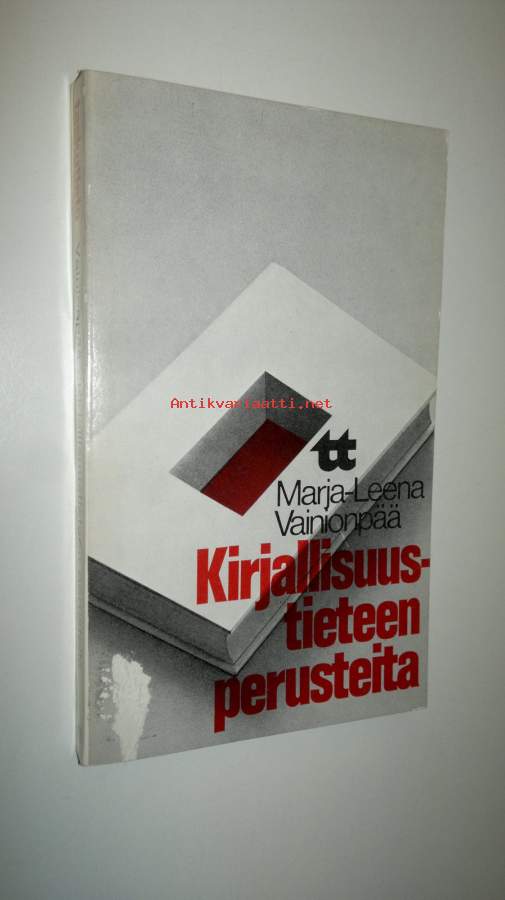 Antikvariaatti.net
tt
Marja-Leena
Vainionpää
Kirjallisuus-
tieteen
perusteita